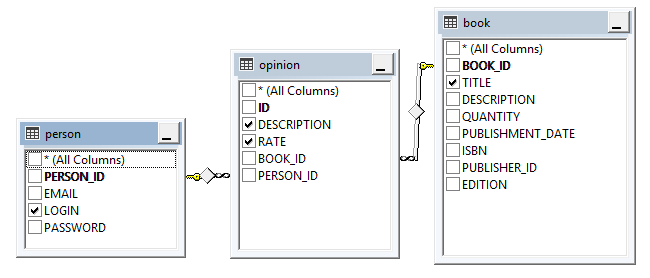 person
* (All Columns)
PERSON_ID
EMAIL
LOGIN
PASSWORD
opinion
* (All Columns)
ID
DESCRIPTION
RATE
BOOK_ID
PERSON_ID
book
* (All Columns)
BOOK_ID
TITLE
DESCRIPTION
QUANTITY
PUBLISHMENT_DATE
ISBN
PUBLISHER_ID
EDITION